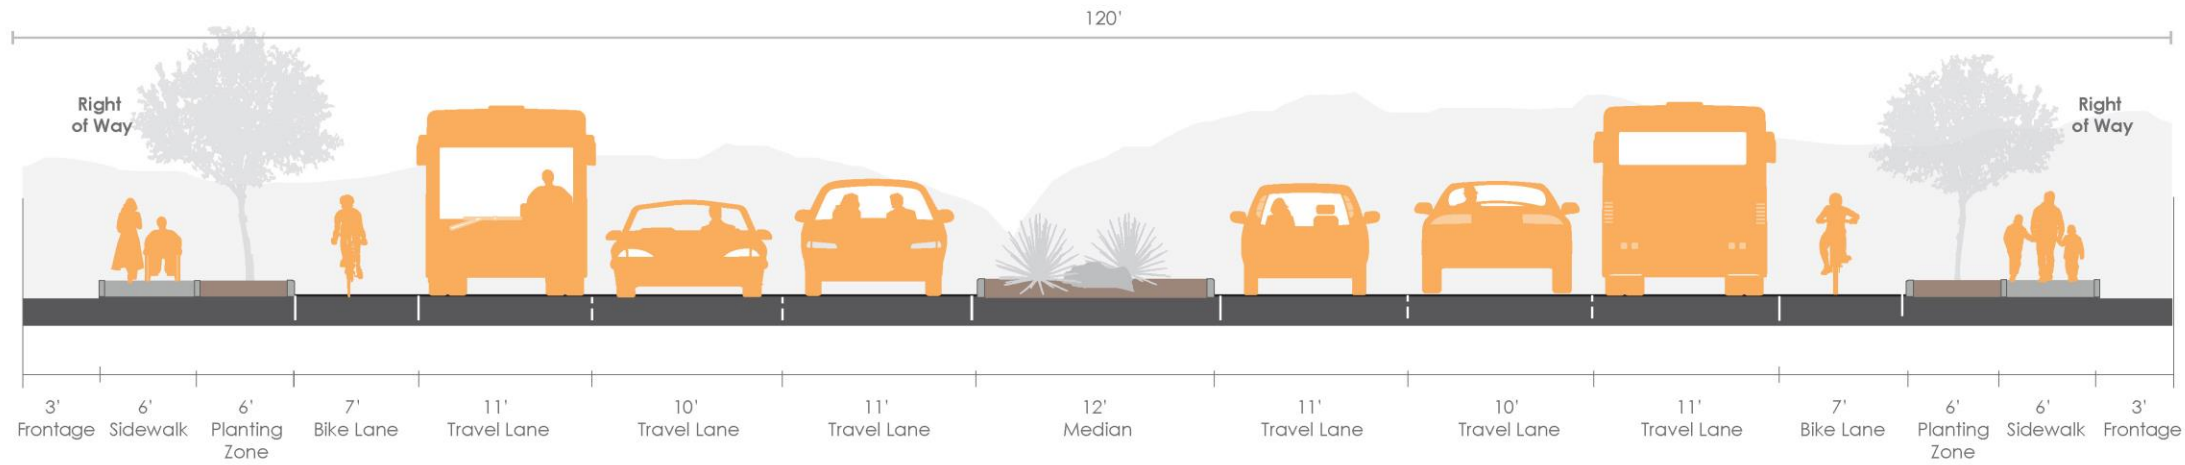 120'
Right
of Way
Right
of Way
3' 6' 6' 7' 11' 10' 11' 12' 11' 10' 11' 7' 6' 6' 3'
Frontage Sidewalk Planting Bike Lane Travel Lane Travel Lane Travel Lane Median Travel Lane Travel Lane Travel Lane Bike Lane Planting Sidewalk Frontage
Zone Zone